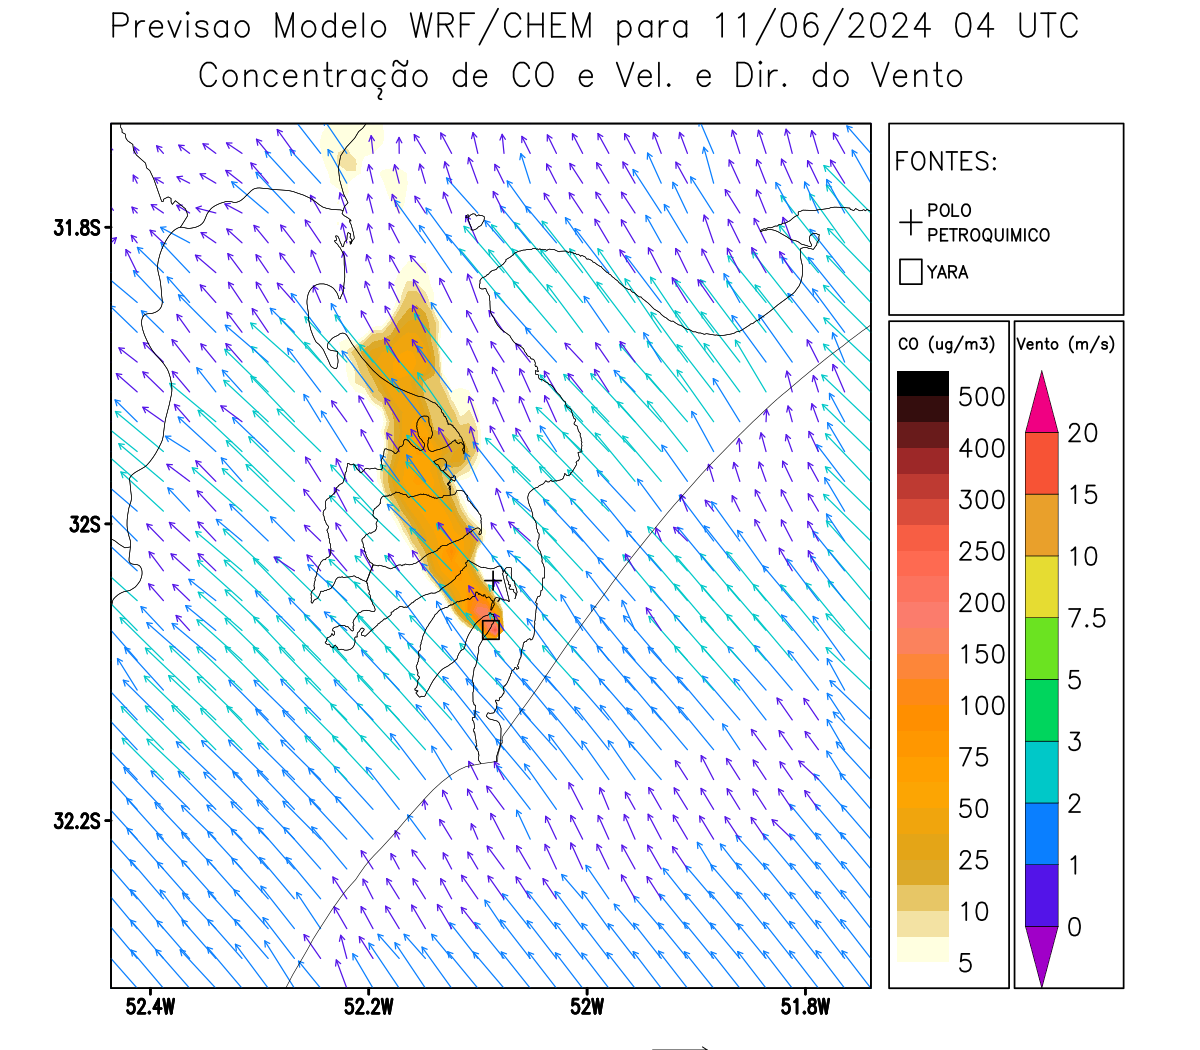 Previsao Modelo WRF/CHEM para 11/06/2024 04 UTC
Concentração de CO e Vel. e Dir. do Vento
FONTES:
POLO
PETROQUIMICO
YARA
CO (ug/m3)
500
400
300
250
200
150
100
75
50
25
10
5
Vento (m/s)
20
15
10
7.5
5
3
2
1
0
31.8S
32S
32.2S
52.4W
52.2W
52W
51.8W